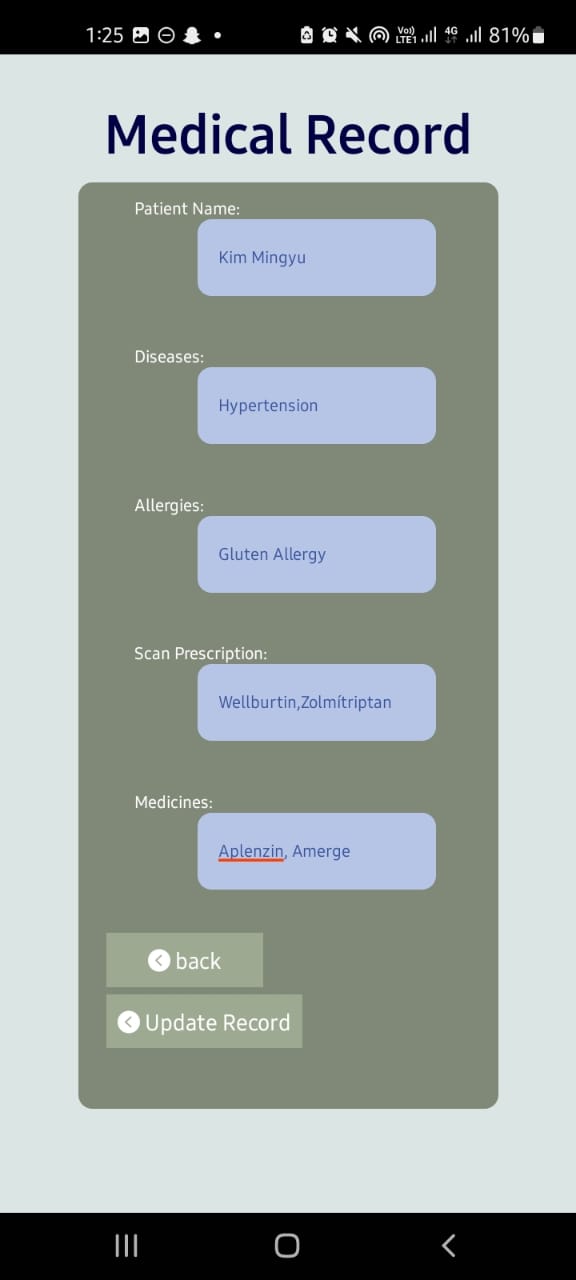 1:25 Vo) LTE1 4G 81%
Medical Record
Patient Name:
Kim Mingyu
Diseases:
Hypertension
Allergies:
Gluten Allergy
Scan Prescription:
Wellburtin,Zolmítriptan
Medicines:
Aplenzin, Amerge
back
Update Record